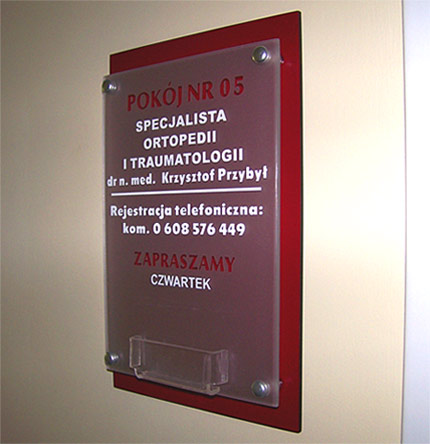 POKÓJ NR 05
SPECJALISTA
ORTOPEDII
I TRAUMATOLOGII
dr n. med. Krzysztof Przybył
Rejestracja telefoniczna:
kom. 0 608 576 449
ZAPRASZAMY
CZWARTEK